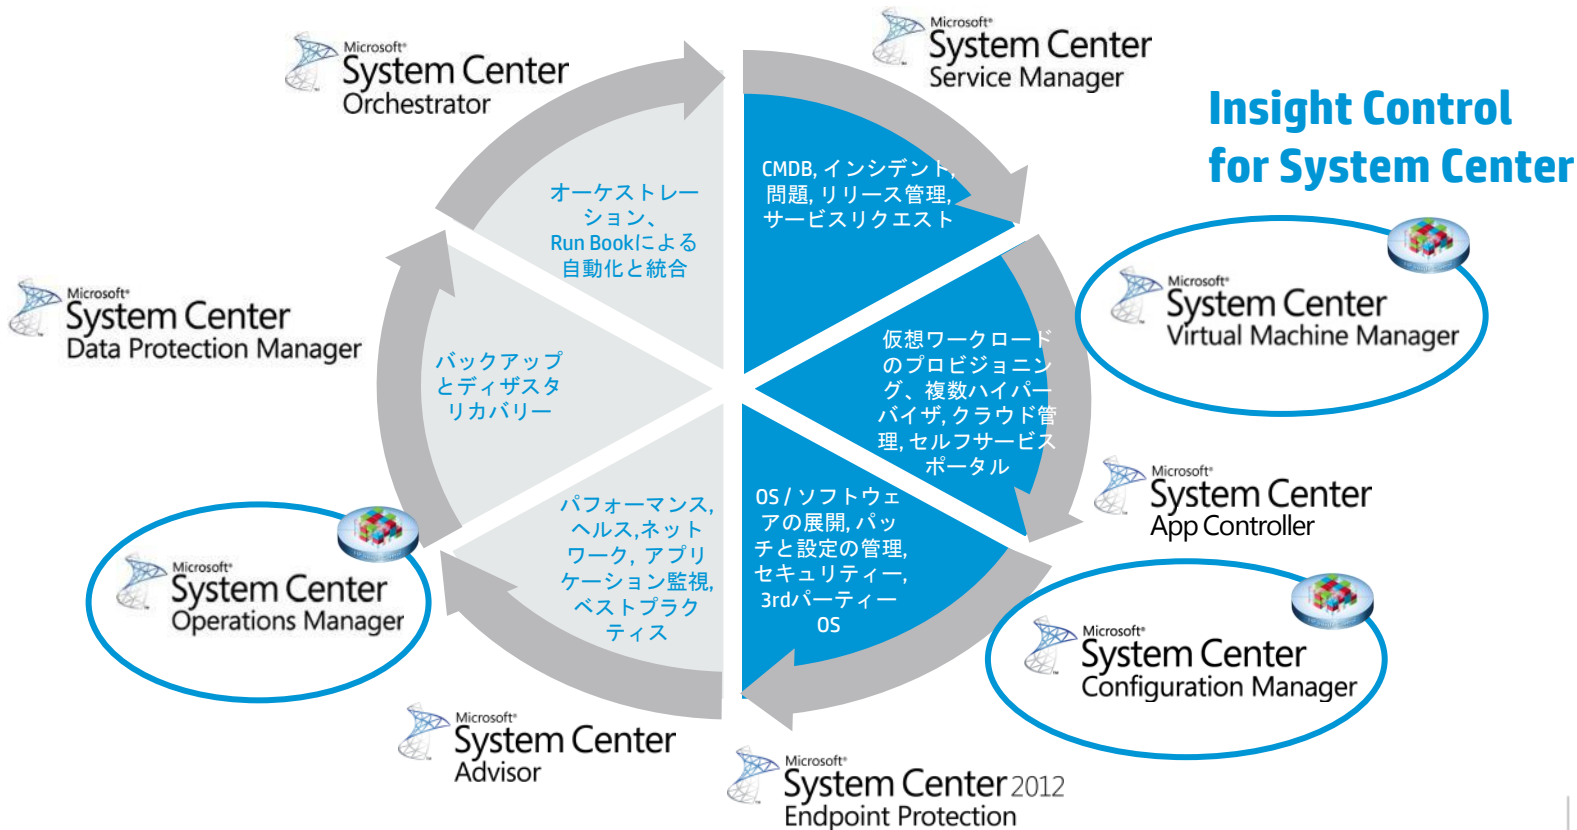 Microsoft®
System Center
Orchestrator
Microsoft®
System Center
Service Manager
Insight Control
for System Center
オーケストレー
ション、
Run Bookによる
自動化と統合
CMDB, インシデント,
問題, リリース管理,
サービスリクエスト
Microsoft®
System Center
Data Protection Manager
バックアップ
とディザスタ
リカバリー
仮想ワークロード
のプロビジョニン
グ、複数ハイパー
バイザ, クラウド管
理, セルフサービス
ポータル
Microsoft®
System Center
Virtual Machine Manager
Microsoft®
System Center
App Controller
パフォーマンス,
ヘルス,ネット
ワーク, アプリ
ケーション監視,
ベストプラク
ティス
OS / ソフトウェ
アの展開, パッ
チと設定の管理,
セキュリティー,
3rdパーティー
OS
Microsoft®
System Center
Operations Manager
Microsoft®
System Center
Configuration Manager
Microsoft®
System Center
Advisor
Microsoft®
System Center 2012
Endpoint Protection